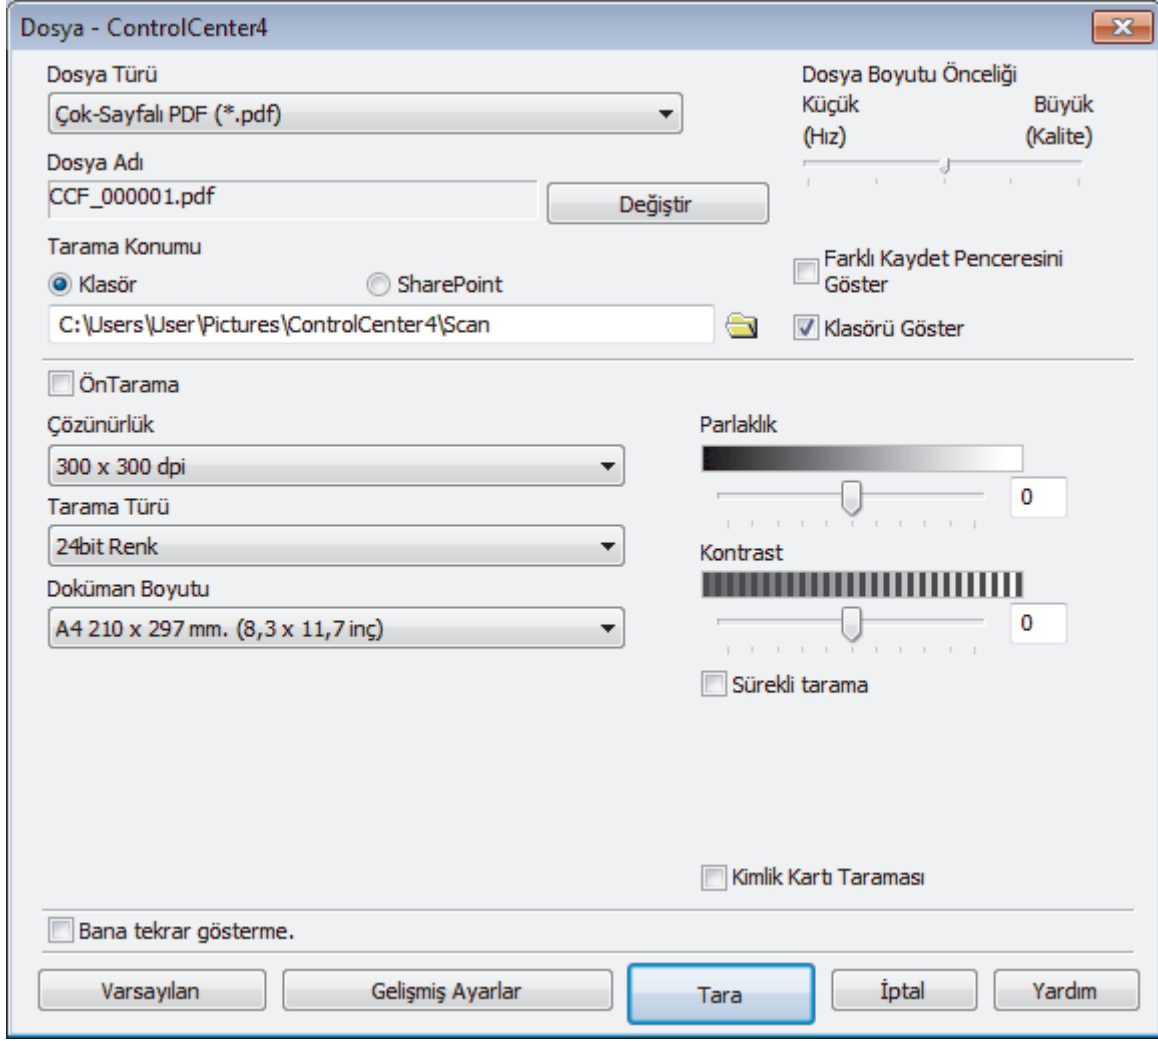 Dosya - ControlCenter4
Dosya Türü
Çok-Sayfalı PDF (*.pdf)
Dosya Boyutu Önceliği
Küçük Büyük
(Hız) (Kalite)
Dosya Adı
CCF_000001.pdf
Değiştir
Tarama Konumu
Klasör SharePoint
C:\Users\User\Pictures\ControlCenter4\Scan
Farklı Kaydet Penceresini
Göster
Klasörü Göster
ÖnTarama
Çözünürlük
300 x 300 dpi
Tarama Türü
24bit Renk
Doküman Boyutu
A4 210 x 297 mm. (8,3 x 11,7 inç)
Parlaklık
0
Kontrast
0
Sürekli tarama
Kimlik Kartı Taraması
Bana tekrar gösterme.
Varsayılan Gelişmiş Ayarlar Tara İptal Yardım